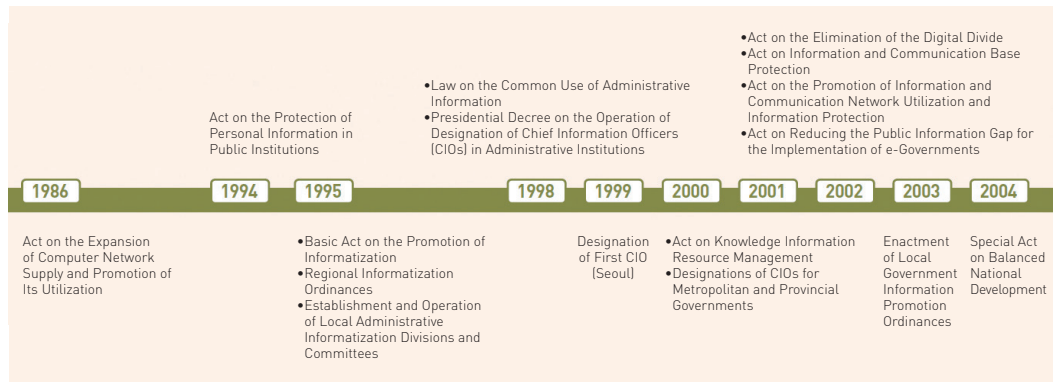 •Act on the Elimination of the Digital Divide
•Act on Information and Communication Base
Protection
•Act on the Promotion of Information and
Communication Network Utilization and
Information Protection
•Act on Reducing the Public Information Gap for
the Implementation of e-Governments
•Law on the Common Use of Administrative
Information
•Presidential Decree on the Operation of
Designation of Chief Information Officers
(CIOs) in Administrative Institutions
Act on the Protection of
Personal Information in
Public Institutions
1986
1994
1995
1998
1999
2000
2001
2002
2003
2004
Act on the Expansion
of Computer Network
Supply and Promotion of
Its Utilization
•Basic Act on the Promotion of
Informatization
•Regional Informatization
Ordinances
•Establishment and Operation
of Local Administrative
Informatization Divisions and
Committees
Designation
of First CIO
(Seoul)
•Act on Knowledge Information
Resource Management
•Designations of CIOs for
Metropolitan and Provincial
Governments
Enactment
of Local
Government
Information
Promotion
Ordinances
Special Act
on Balanced
National
Development